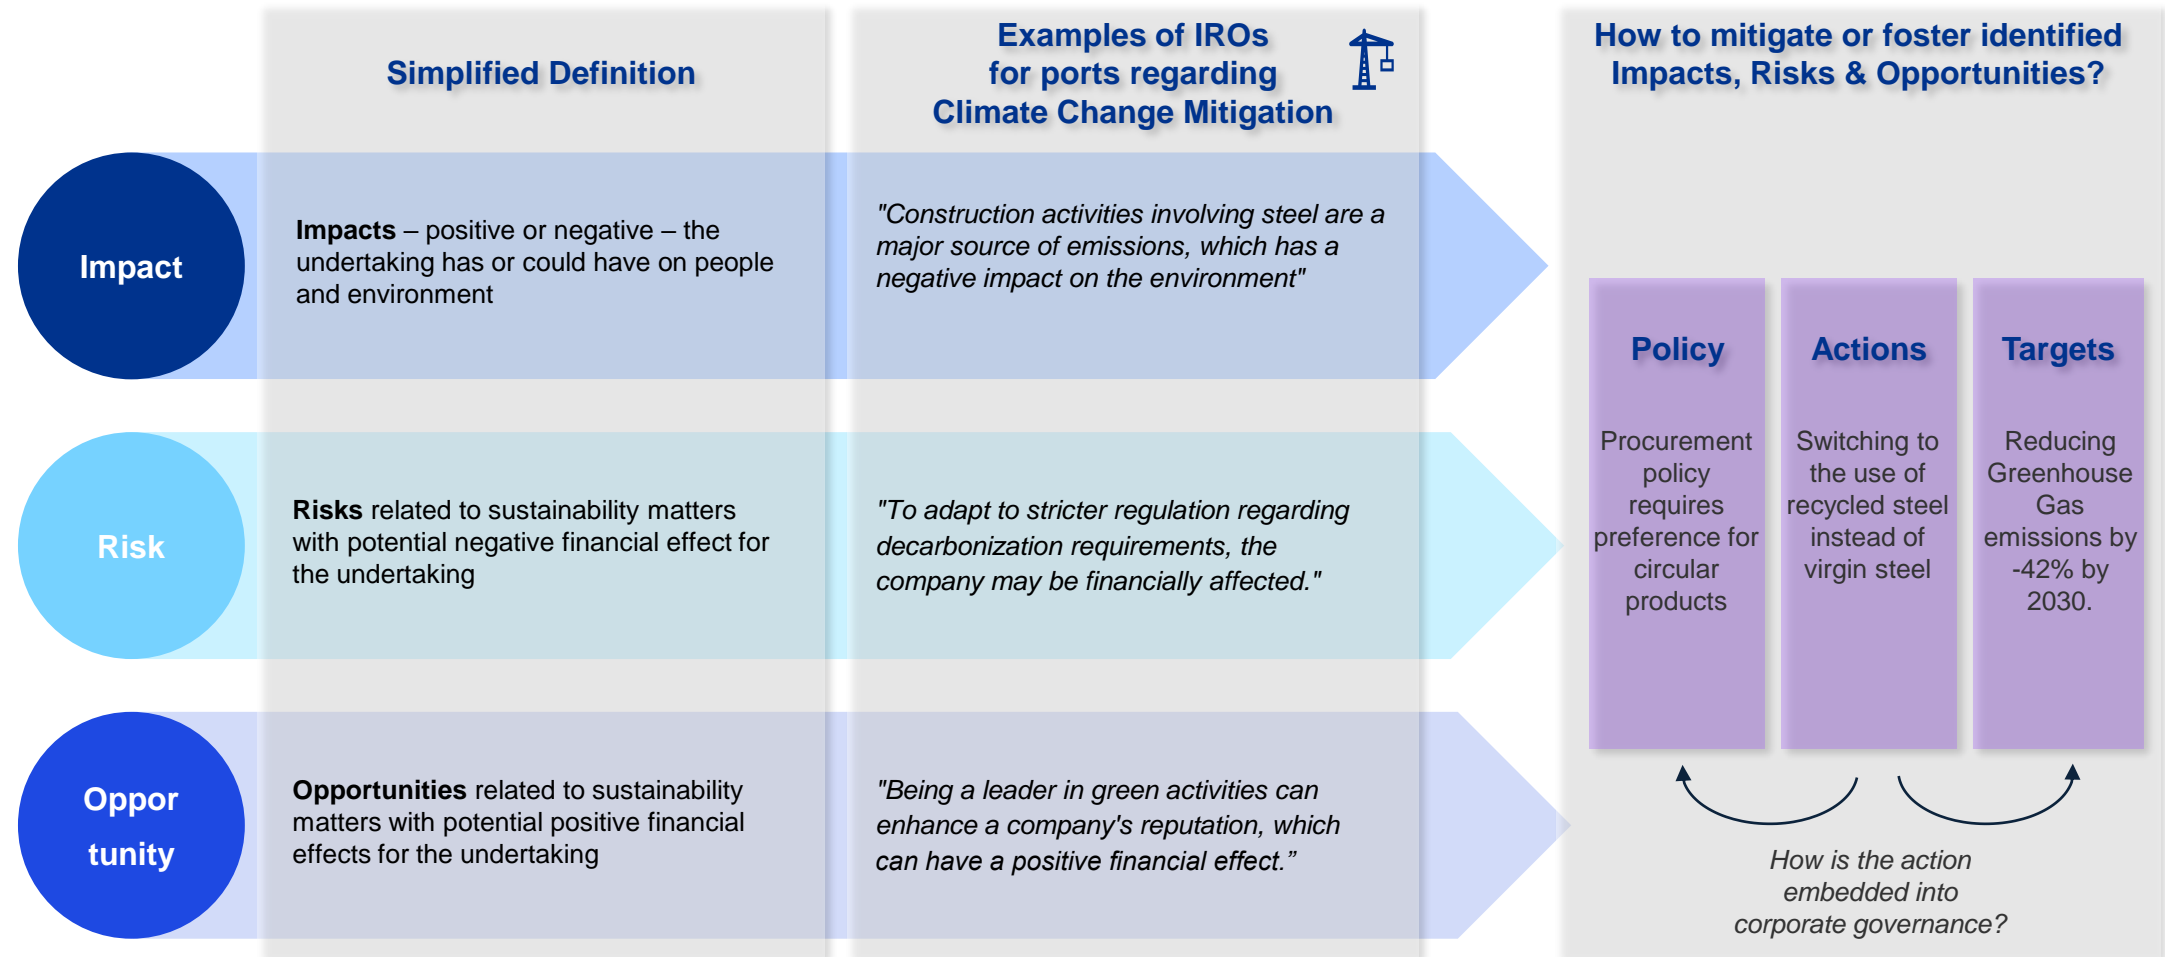 Simplified Definition
Examples of IROs
for ports regarding
Climate Change Mitigation
How to mitigate or foster identified
Impacts, Risks & Opportunities?
Impact
Impacts – positive or negative – the
undertaking has or could have on people
and environment
"Construction activities involving steel are a
major source of emissions, which has a
negative impact on the environment"
Risk
Risks related to sustainability matters
with potential negative financial effect for
the undertaking
"To adapt to stricter regulation regarding
decarbonization requirements, the
company may be financially affected."
Oppor
tunity
Opportunities related to sustainability
matters with potential positive financial
effects for the undertaking
"Being a leader in green activities can
enhance a company's reputation, which
can have a positive financial effect.”
Policy
Procurement
policy
requires
preference for
circular
products
Actions
Switching to
the use of
recycled steel
instead of
virgin steel
Targets
Reducing
Greenhouse
Gas
emissions by
-42% by
2030.
How is the action
embedded into
corporate governance?